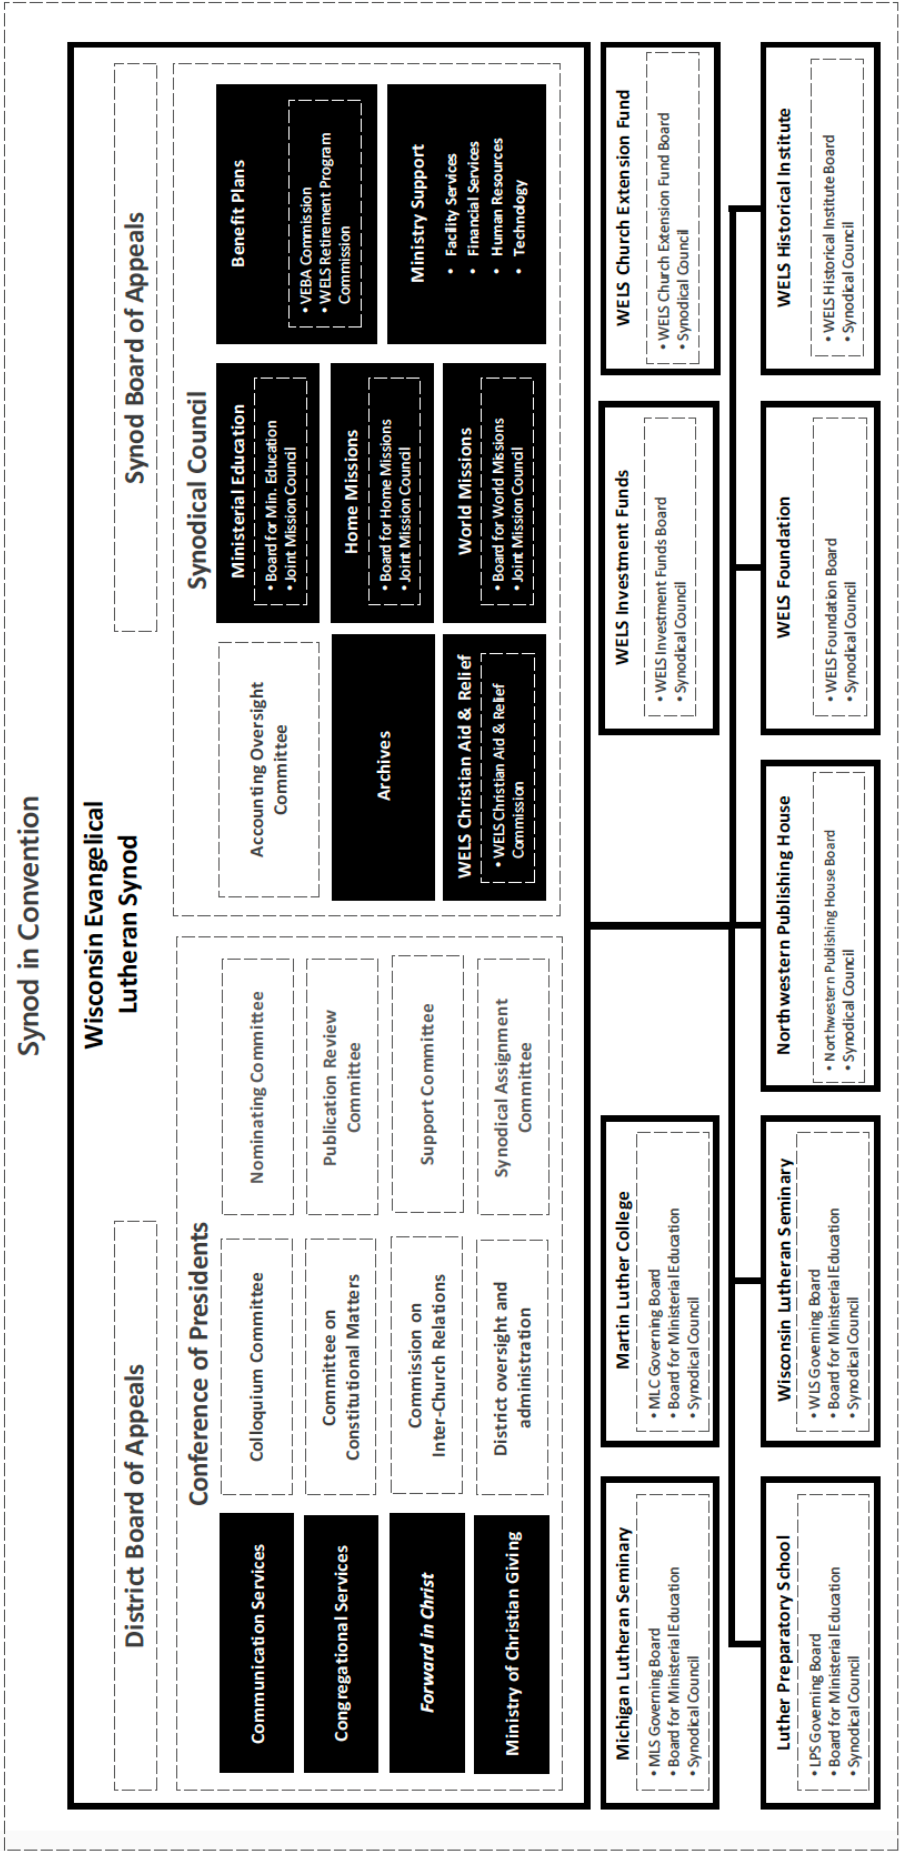 Synod in Convention
Wisconsin Evangelical
Lutheran Synod
District Board of Appeals
Synod Board of Appeals
Conference of Presidents
Communication Services
Congregational Services
Forward in Christ
Ministry of Christian Giving
Colloquium Committee
Committee on
Constitutional Matters
Commission on
Inter-Church Relations
District oversight and
administration
Nominating Committee
Publication Review
Committee
Support Committee
Synodical Assignment
Committee
Synodical Council
Accounting Oversight
Committee
Archives
WELS Christian Aid & Relief
• WELS Christian Aid & Relief
Commission
Ministerial Education
• Board for Min. Education
• Joint Mission Council
Home Missions
• Board for Home Missions
• Joint Mission Council
World Missions
• Board for World Missions
• Joint Mission Council
Benefit Plans
• VEBA Commission
• WELS Retirement Program
Commission
Ministry Support
• Facility Services
• Financial Services
• Human Resources
• Technology
Michigan Lutheran Seminary
• MLS Governing Board
• Board for Ministerial Education
• Synodical Council
Martin Luther College
• MLC Governing Board
• Board for Ministerial Education
• Synodical Council
WELS Investment Funds
• WELS Investment Funds Board
• Synodical Council
WELS Church Extension Fund
• WELS Church Extension Fund Board
• Synodical Council
Luther Preparatory School
• LPS Governing Board
• Board for Ministerial Education
• Synodical Council
Wisconsin Lutheran Seminary
• WLS Governing Board
• Board for Ministerial Education
• Synodical Council
Northwestern Publishing House
• Northwestern Publishing House Board
• Synodical Council
WELS Foundation
• WELS Foundation Board
• Synodical Council
WELS Historical Institute
• WELS Historical Institute Board
• Synodical Council